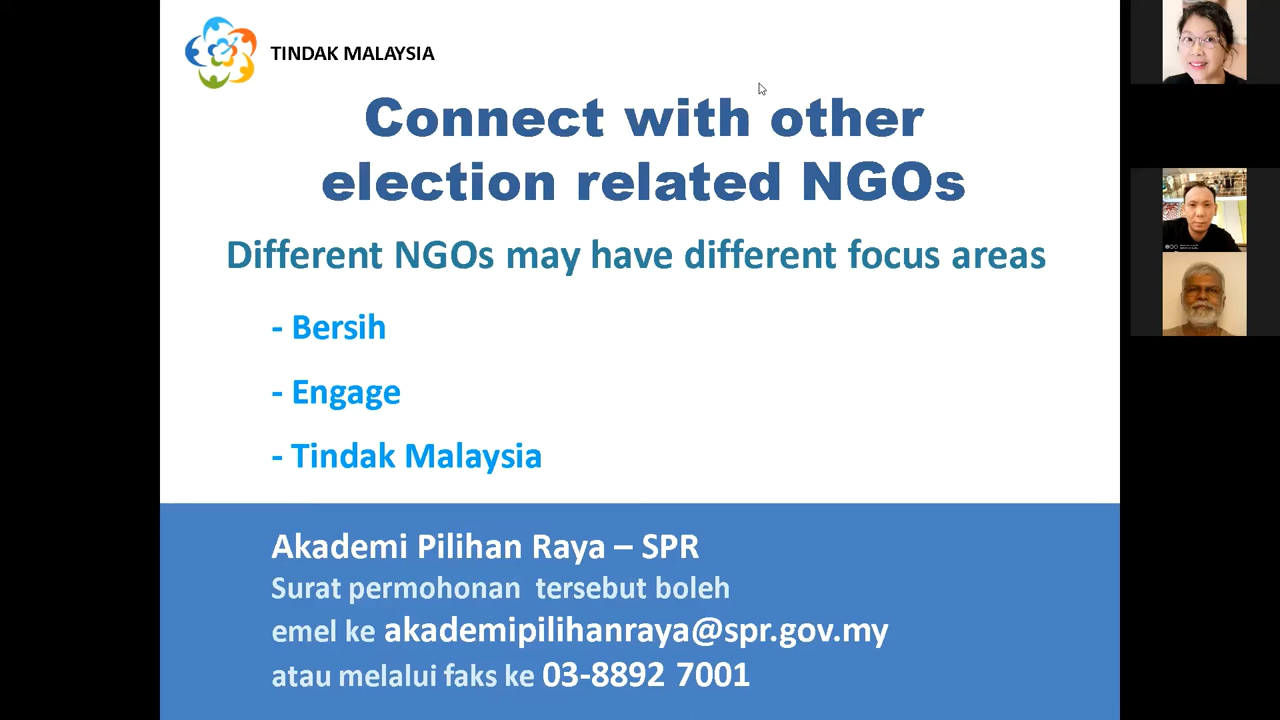 TINDAK MALAYSIA
Connect with other
election related NGOs
Different NGOs may have different focus areas
- Bersih
- Engage
- Tindak Malaysia
Akademi Pilihan Raya – SPR
Surat permohonan tersebut boleh
emel ke akademipilihanraya@spr.gov.my
atau melalui faks ke 03-8892 7001